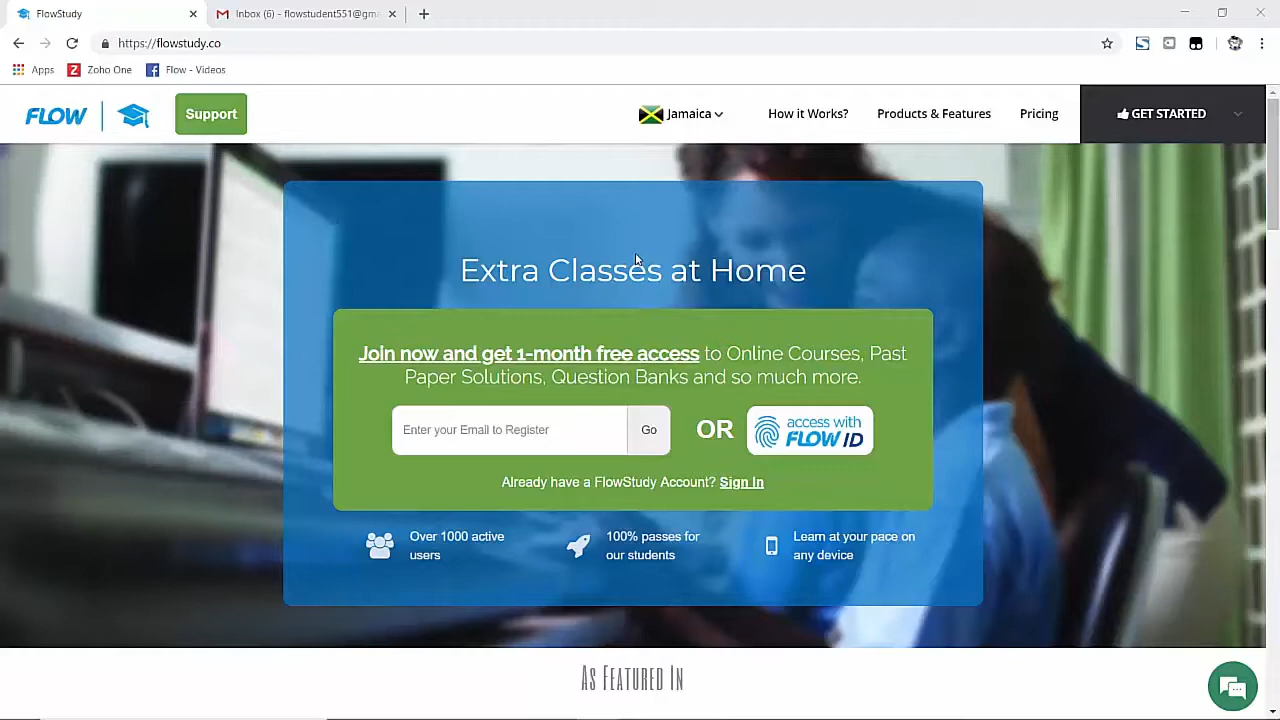 FlowStudy
Inbox (6) - flowstudent551@gm
https://flowstudy.co
Apps
Zoho One
Flow - Videos
FLOW
Support
Jamaica
How it Works?
Products & Features
Pricing
GET STARTED
Extra Classes at Home
Join now and get 1-month free access to Online Courses, Past
Paper Solutions, Question Banks and so much more.
Enter your Email to Register
Go
OR
access with
FLOW ID
Already have a FlowStudy Account? Sign In
Over 1000 active
users
100% passes for
our students
Learn at your pace on
any device
As Featured In